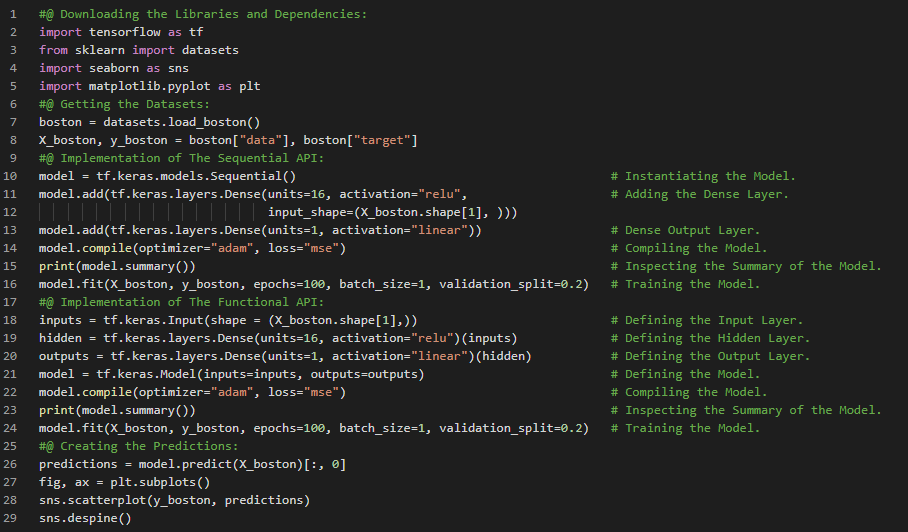 1 #@ Downloading the Libraries and Dependencies:
2 import tensorflow as tf
3 from sklearn import datasets
4 import seaborn as sns
5 import matplotlib.pyplot as plt
6 #@ Getting the Datasets:
7 boston = datasets.load_boston()
8 X_boston, y_boston = boston["data"], boston["target"]
9 #@ Implementation of The Sequential API:
10 model = tf.keras.models.Sequential() # Instantiating the Model.
11 model.add(tf.keras.layers.Dense(units=16, activation="relu", # Adding the Dense Layer.
12 input_shape=(X_boston.shape[1], )))
13 model.add(tf.keras.layers.Dense(units=1, activation="linear")) # Dense Output Layer.
14 model.compile(optimizer="adam", loss="mse") # Compiling the Model.
15 print(model.summary()) # Inspecting the Summary of the Model.
16 model.fit(X_boston, y_boston, epochs=100, batch_size=1, validation_split=0.2) # Training the Model.
17 #@ Implementation of The Functional API:
18 inputs = tf.keras.Input(shape = (X_boston.shape[1],)) # Defining the Input Layer.
19 hidden = tf.keras.layers.Dense(units=16, activation="relu")(inputs) # Defining the Hidden Layer.
20 outputs = tf.keras.layers.Dense(units=1, activation="linear")(hidden) # Defining the Output Layer.
21 model = tf.keras.Model(inputs=inputs, outputs=outputs) # Defining the Model.
22 model.compile(optimizer="adam", loss="mse") # Compiling the Model.
23 print(model.summary()) # Inspecting the Summary of the Model.
24 model.fit(X_boston, y_boston, epochs=100, batch_size=1, validation_split=0.2) # Training the Model.
25 #@ Creating the Predictions:
26 predictions = model.predict(X_boston)[:, 0]
27 fig, ax = plt.subplots()
28 sns.scatterplot(y_boston, predictions)
29 sns.despine()